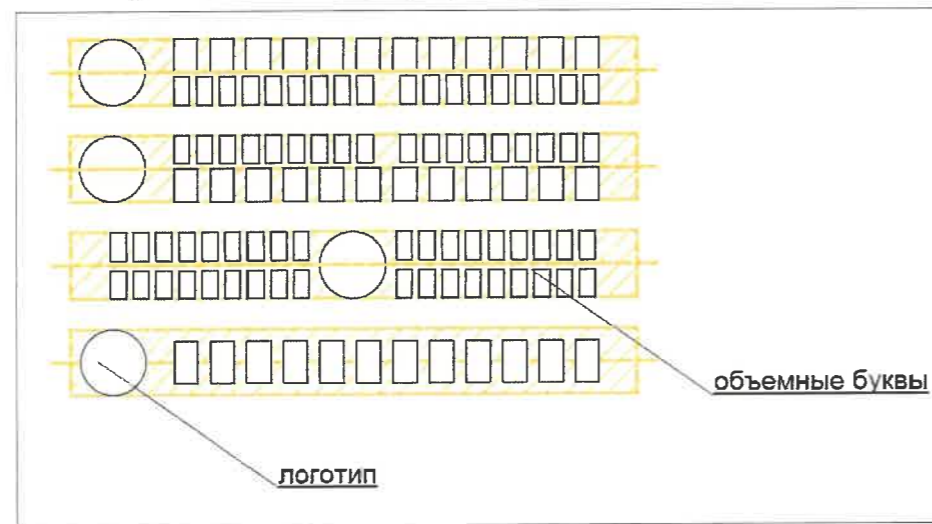 объемные буквы
логотип